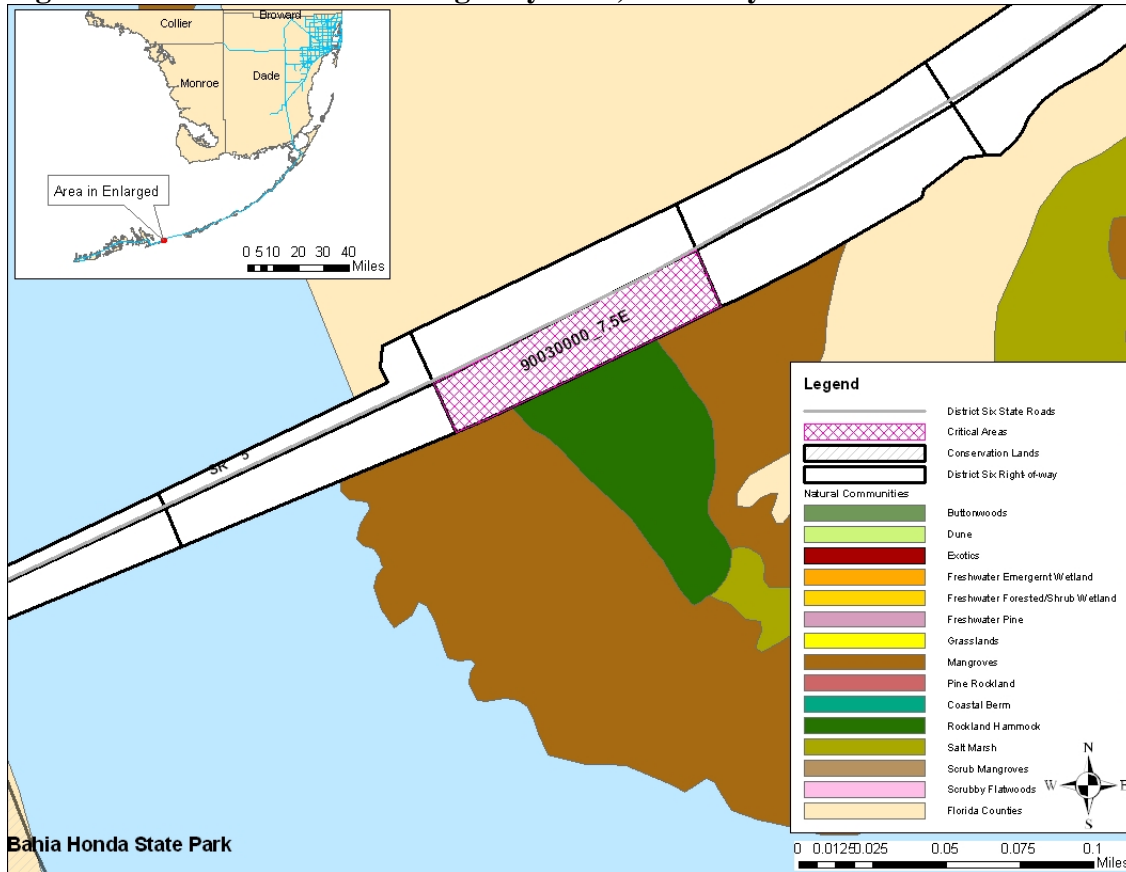 Collier
Broward
Monroe
Dade
Area in Enlarged
0 5 10 20 30 40
Miles
90030000_7.5E
SR 5
Bahia Honda State Park
Legend
District Six State Roads
Critical Areas
Conservation Lands
District Six Right-of-way
Natural Communities
Buttonwoods
Dune
Exotics
Freshwater Emergernt Wetland
Freshwater Forested/Shrub Wetland
Freshwater Pine
Grasslands
Mangroves
Pine Rockland
Coastal Berm
Rockland Hammock
Salt Marsh
Scrub Mangroves
Scrubby Flatwoods
Florida Counties
N
W E
S
0 0.0125 0.025 0.05 0.075 0.1
Miles